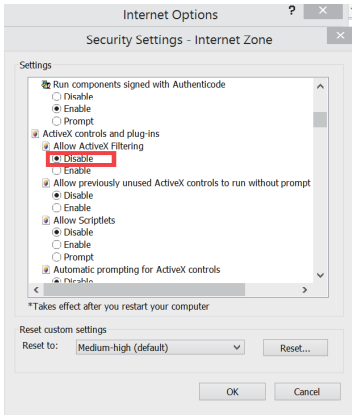 Internet Options
?
Security Settings - Internet Zone
Settings
Run components signed with Authenticode
Disable
Enable
Prompt
ActiveX controls and plug-ins
Allow ActiveX Filtering
Disable
Enable
Allow previously unused ActiveX controls to run without prompt
Disable
Enable
Allow Scriptlets
Disable
Enable
Prompt
Automatic prompting for ActiveX controls
Disable
*Takes effect after you restart your computer
Reset custom settings
Reset to: Medium-high (default) Reset...
OK Cancel